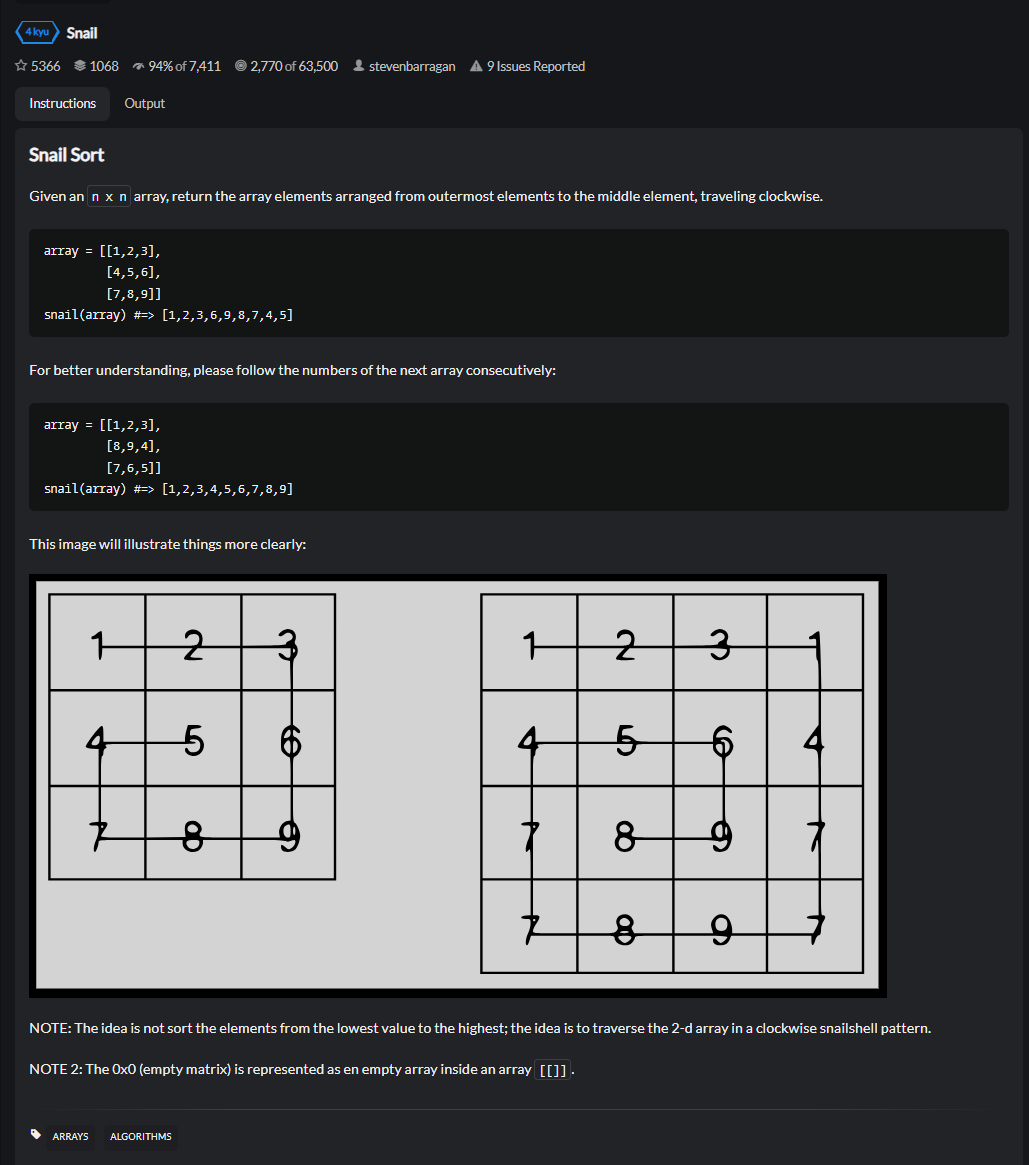 4 kyu Snail
5366 1068 94% of 7,411 2,770 of 63,500 stevenbarragan 9 Issues Reported
Instructions Output
Snail Sort
Given an n x n array, return the array elements arranged from outermost elements to the middle element, traveling clockwise.
array = [[1,2,3],
[4,5,6],
[7,8,9]]
snail(array) #=> [1,2,3,6,9,8,7,4,5]
For better understanding, please follow the numbers of the next array consecutively:
array = [[1,2,3],
[8,9,4],
[7,6,5]]
snail(array) #=> [1,2,3,4,5,6,7,8,9]
This image will illustrate things more clearly:
1 2 3 1 2 3 1
4 5 6 4 5 6 4
7 8 9 7 8 9 7
7 8 9 7
NOTE: The idea is not sort the elements from the lowest value to the highest; the idea is to traverse the 2-d array in a clockwise snailshell pattern.
NOTE 2: The 0x0 (empty matrix) is represented as en empty array inside an array [[]].
ARRAYS ALGORITHMS